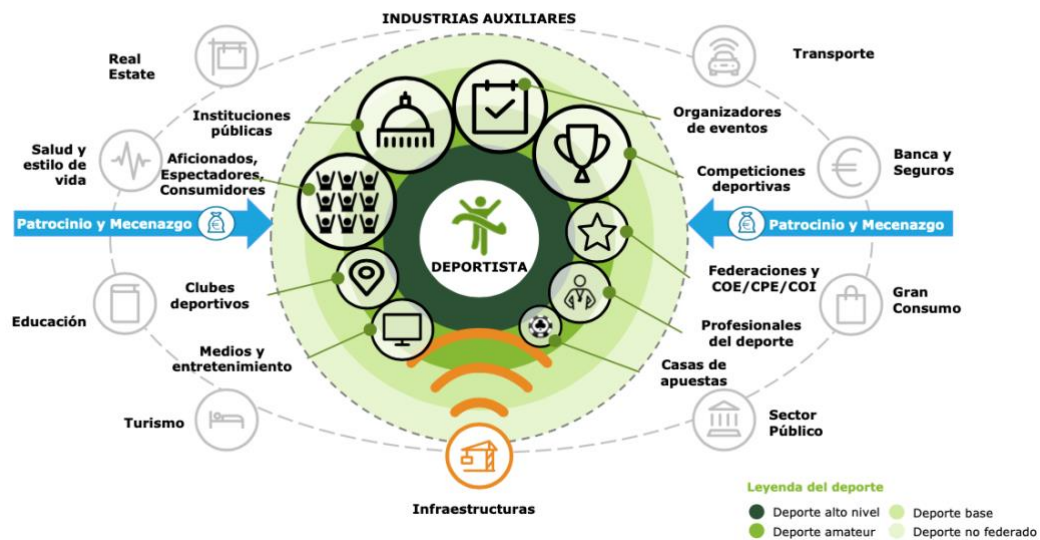 INDUSTRIAS AUXILIARES
Real
Estate
Transporte
Instituciones
públicas
Organizadores
de eventos
Salud y
estilo de
vida
Aficionados,
Espectadores,
Consumidores
Competiciones
deportivas
Banca y
Seguros
Patrocinio y Mecenazgo
€
DEPORTISTA
€
Patrocinio y Mecenazgo
Clubes
deportivos
Federaciones y
COE/CPE/COI
Educación
Gran
Consumo
Medios y
entretenimiento
Profesionales
del deporte
Casas de
apuestas
Turismo
Sector
Público
Infraestructuras
Leyenda del deporte
Deporte alto nivel
Deporte base
Deporte amateur
Deporte no federado